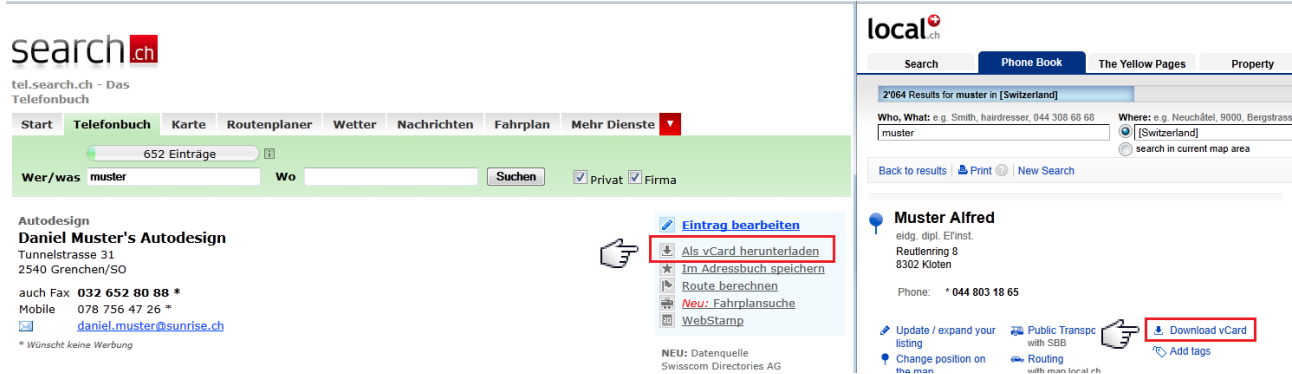 search.ch
tel.search.ch - Das
Telefonbuch
Start Telefonbuch Karte Routenplaner Wetter Nachrichten Fahrplan Mehr Dienste
652 Einträge
Wer/was muster Wo Suchen Privat Firma
Autodesign
Daniel Muster's Autodesign
Tunnelstrasse 31
2540 Grenchen/SO
auch Fax 032 652 80 88 *
Mobile 078 756 47 26 *
daniel.muster@sunrise.ch
* Wünscht keine Werbung
Eintrag bearbeiten
Als vCard herunterladen
Im Adressbuch speichern
Route berechnen
Neu: Fahrplansuche
WebStamp
NEU: Datenquelle
Swisscom Directories AG
local.ch
Search Phone Book The Yellow Pages Property
2'064 Results for muster in [Switzerland]
Who, What: e.g. Smith, hairdresser, 044 308 68 68 Where: e.g. Neuchâtel, 9000, Bergstrass
muster [Switzerland]
search in current map area
Back to results Print New Search
Muster Alfred
eidg. dipl. El'inst.
Reutlenring 8
8302 Kloten
Phone: * 044 803 18 65
Update / expand your
listing
Change position on
the map
Public Transpo
with SBB
Routing
with map.local.ch
Download vCard
Add tags